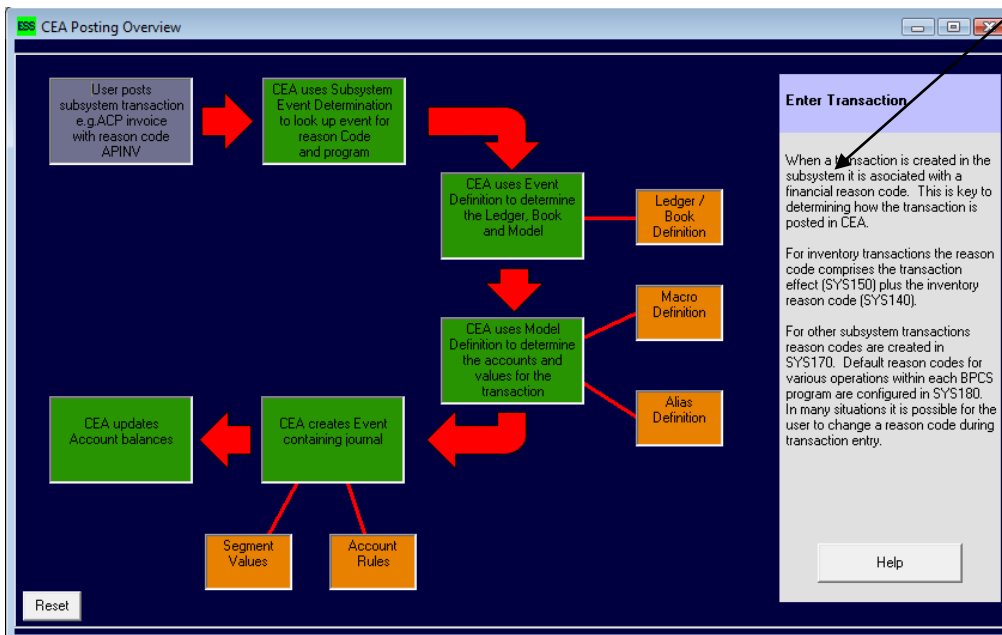 ESS CEA Posting Overview
User posts
subsystem transaction
e.g.ACP invoice
with reason code
APINV
CEA uses Subsystem
Event Determination
to look up event for
reason Code
and program
CEA uses Event
Definition to determine
the Ledger, Book
and Model
Ledger /
Book
Definition
CEA uses Model
Definition to determine
the accounts and
values for the
transaction
Macro
Definition
Alias
Definition
CEA creates Event
containing journal
CEA updates
Account balances
Segment
Values
Account
Rules
Reset
Enter Transaction
When a transaction is created in the
subsystem it is asociated with a
financial reason code.  This is key to
determining how the transaction is
posted in CEA.
For inventory transactions the reason
code comprises the transaction
effect (SYS150) plus the inventory
reason code (SYS140).
For other subsystem transactions
reason codes are created in
SYS170.  Default reason codes for
various operations within each BPCS
program are configured in SYS180.
In many situations it is possible for the
user to change a reason code during
transaction entry.
Help